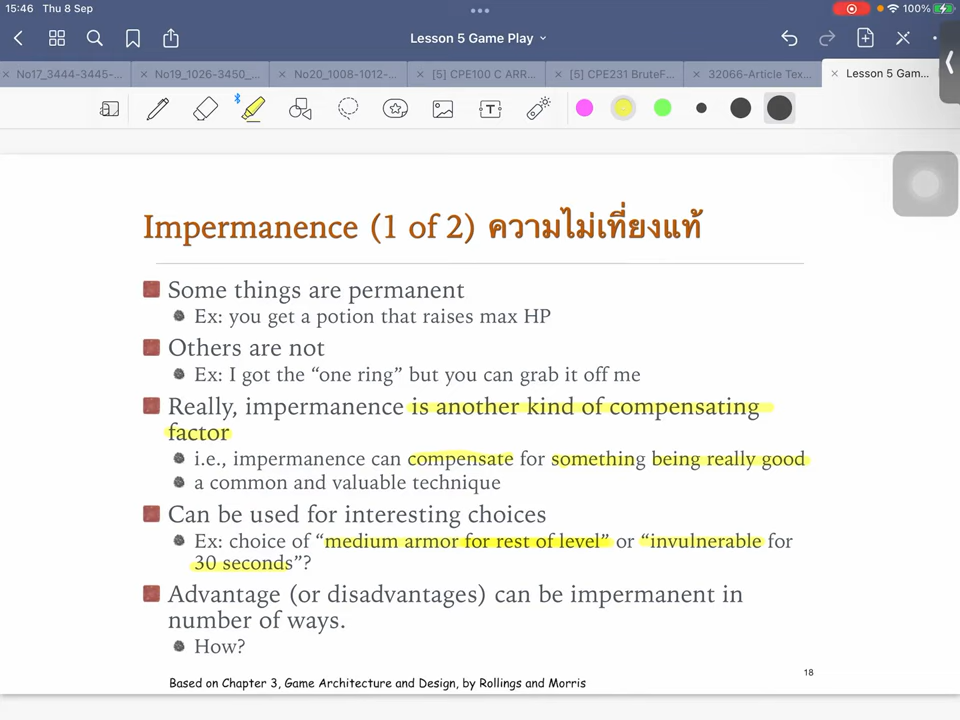 15:46 Thu 8 Sep
100%
Lesson 5 Game Play
No17_3444-3445-...
No19_1026-3450_...
No20_1008-1012-...
[5] CPE100 C ARR...
[5] CPE231 BruteF...
32066-Article Tex...
Lesson 5 Gam...
Impermanence (1 of 2) ความไม่เที่ยงแท้
Some things are permanent
Ex: you get a potion that raises max HP
Others are not
Ex: I got the “one ring” but you can grab it off me
Really, impermanence is another kind of compensating
factor
i.e., impermanence can compensate for something being really good
a common and valuable technique
Can be used for interesting choices
Ex: choice of “medium armor for rest of level” or “invulnerable for
30 seconds”?
Advantage (or disadvantages) can be impermanent in
number of ways.
How?
18
Based on Chapter 3, Game Architecture and Design, by Rollings and Morris